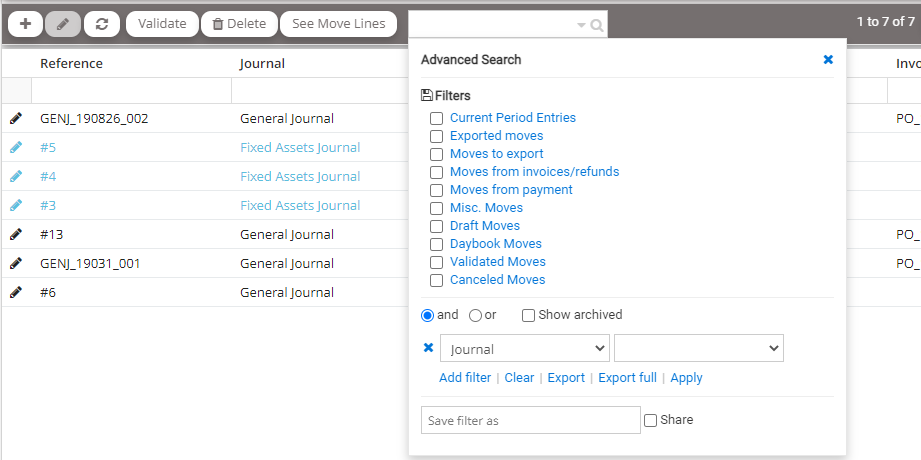 Validate Delete See Move Lines 1 to 7 of 7
Reference Journal Invo
Advanced Search
Filters
GENJ_190826_002 General Journal PO_
#5 Fixed Assets Journal
#4 Fixed Assets Journal
#3 Fixed Assets Journal
#13 General Journal PO_
GENJ_19031_001 General Journal PO_
#6 General Journal
Current Period Entries
Exported moves
Moves to export
Moves from invoices/refunds
Moves from payment
Misc. Moves
Draft Moves
Daybook Moves
Validated Moves
Canceled Moves
and or Show archived
Journal
Add filter | Clear | Export | Export full | Apply
Save filter as Share